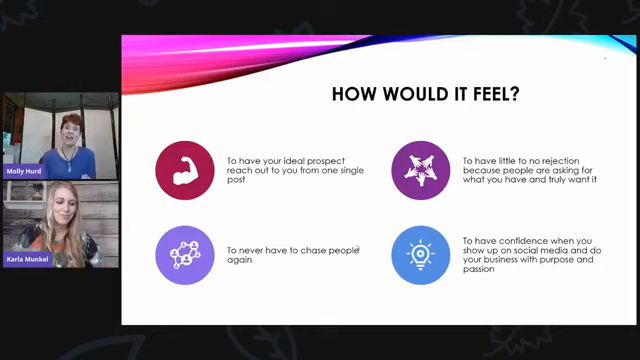 HOW WOULD IT FEEL?
To have your ideal prospect
reach out to you from one single
post
To have little to no rejection
because people are asking for
what you have and truly want it
To never have to chase people
again
To have confidence when you
show up on social media and do
your business with purpose and
passion
Molly Hurd
Karla Munkel